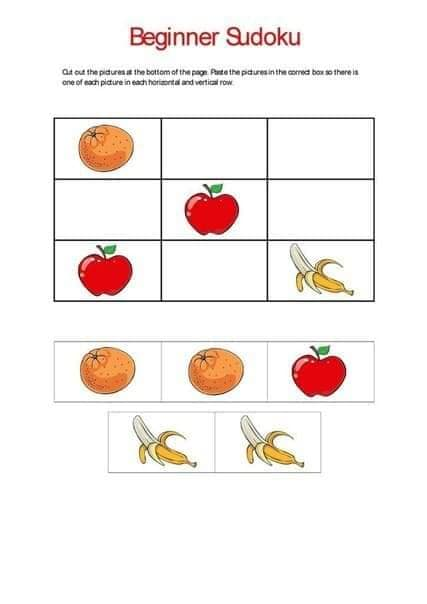 Beginner Sudoku
Cut out the pictures at the bottom of the page. Paste the pictures in the correct box so there is
one of each picture in each horizontal and vertical row.